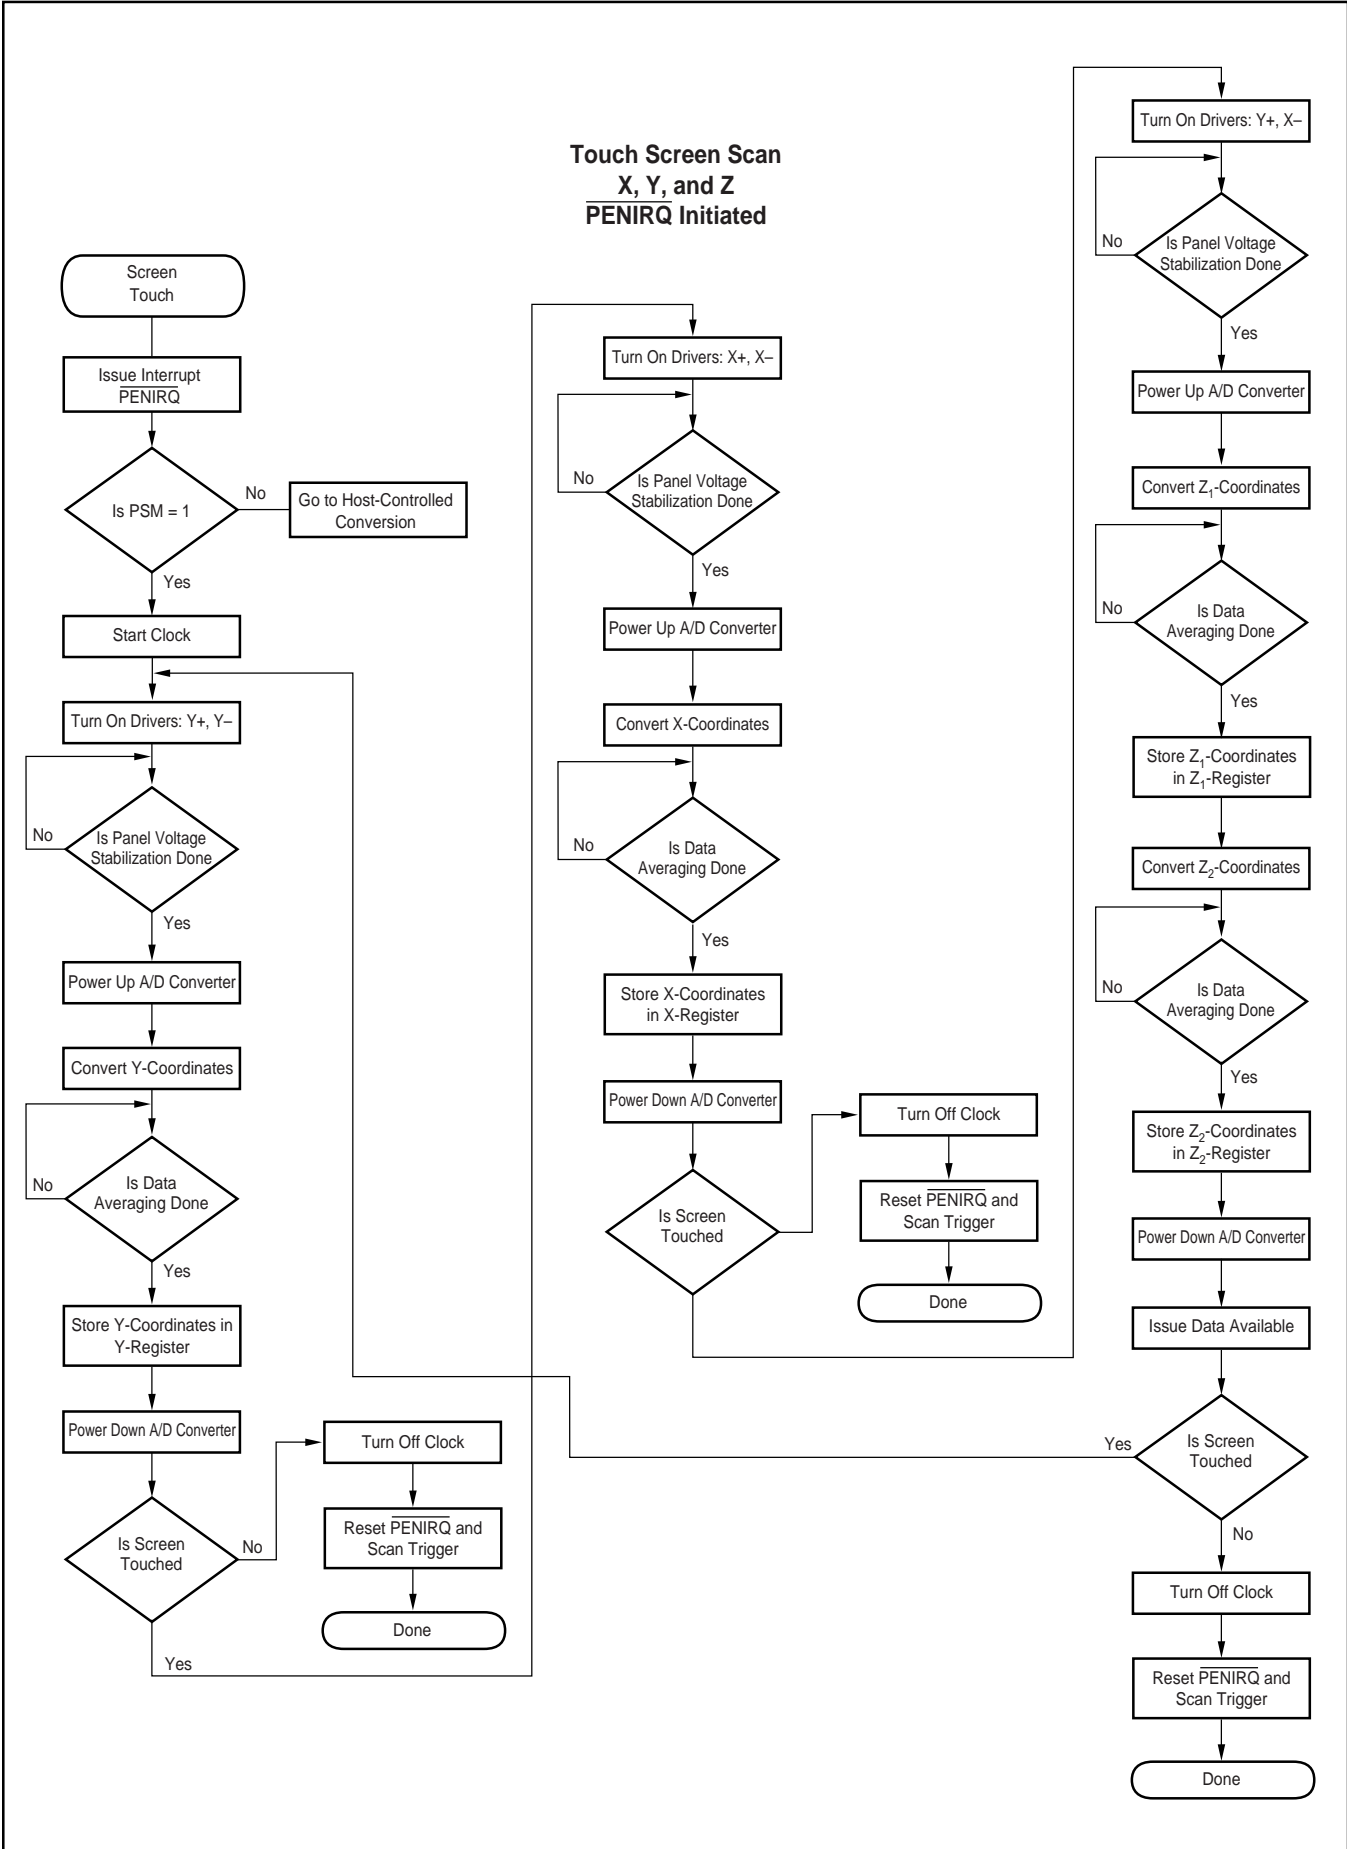 Touch Screen Scan
X, Y, and Z
PENIRQ Initiated
Screen
Touch
Issue Interrupt
PENIRQ
Is PSM = 1
No
Go to Host-Controlled
Conversion
Yes
Start Clock
Turn On Drivers: Y+, Y–
Is Panel Voltage
Stabilization Done
No
Yes
Power Up A/D Converter
Convert Y-Coordinates
Is Data
Averaging Done
No
Yes
Store Y-Coordinates in
Y-Register
Power Down A/D Converter
Is Screen
Touched
No
Turn Off Clock
Reset PENIRQ and
Scan Trigger
Done
Yes
Turn On Drivers: X+, X–
Is Panel Voltage
Stabilization Done
No
Yes
Power Up A/D Converter
Convert X-Coordinates
Is Data
Averaging Done
No
Yes
Store X-Coordinates
in X-Register
Power Down A/D Converter
Is Screen
Touched
Turn Off Clock
Reset PENIRQ and
Scan Trigger
Done
Turn On Drivers: Y+, X–
Is Panel Voltage
Stabilization Done
No
Yes
Power Up A/D Converter
Convert Z1-Coordinates
Is Data
Averaging Done
No
Yes
Store Z1-Coordinates
in Z1-Register
Convert Z2-Coordinates
Is Data
Averaging Done
No
Yes
Store Z2-Coordinates
in Z2-Register
Power Down A/D Converter
Issue Data Available
Is Screen
Touched
Yes
No
Turn Off Clock
Reset PENIRQ and
Scan Trigger
Done